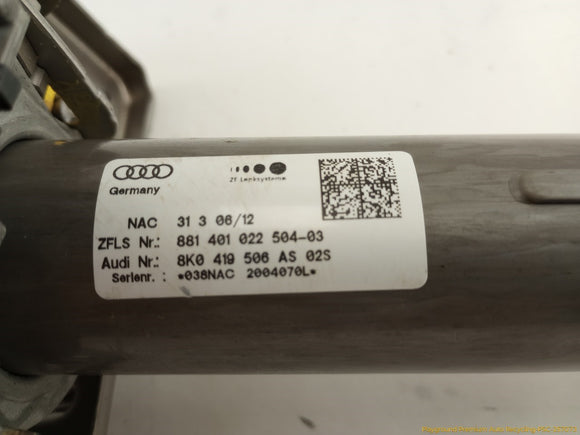 Germany
ZF Lenksysteme
NAC 31 3 06/12
ZFLS Nr.: 881 401 022 504-03
Audi Nr.: 8K0 419 506 AS 02S
Serienr. : *038NAC 2004070L*